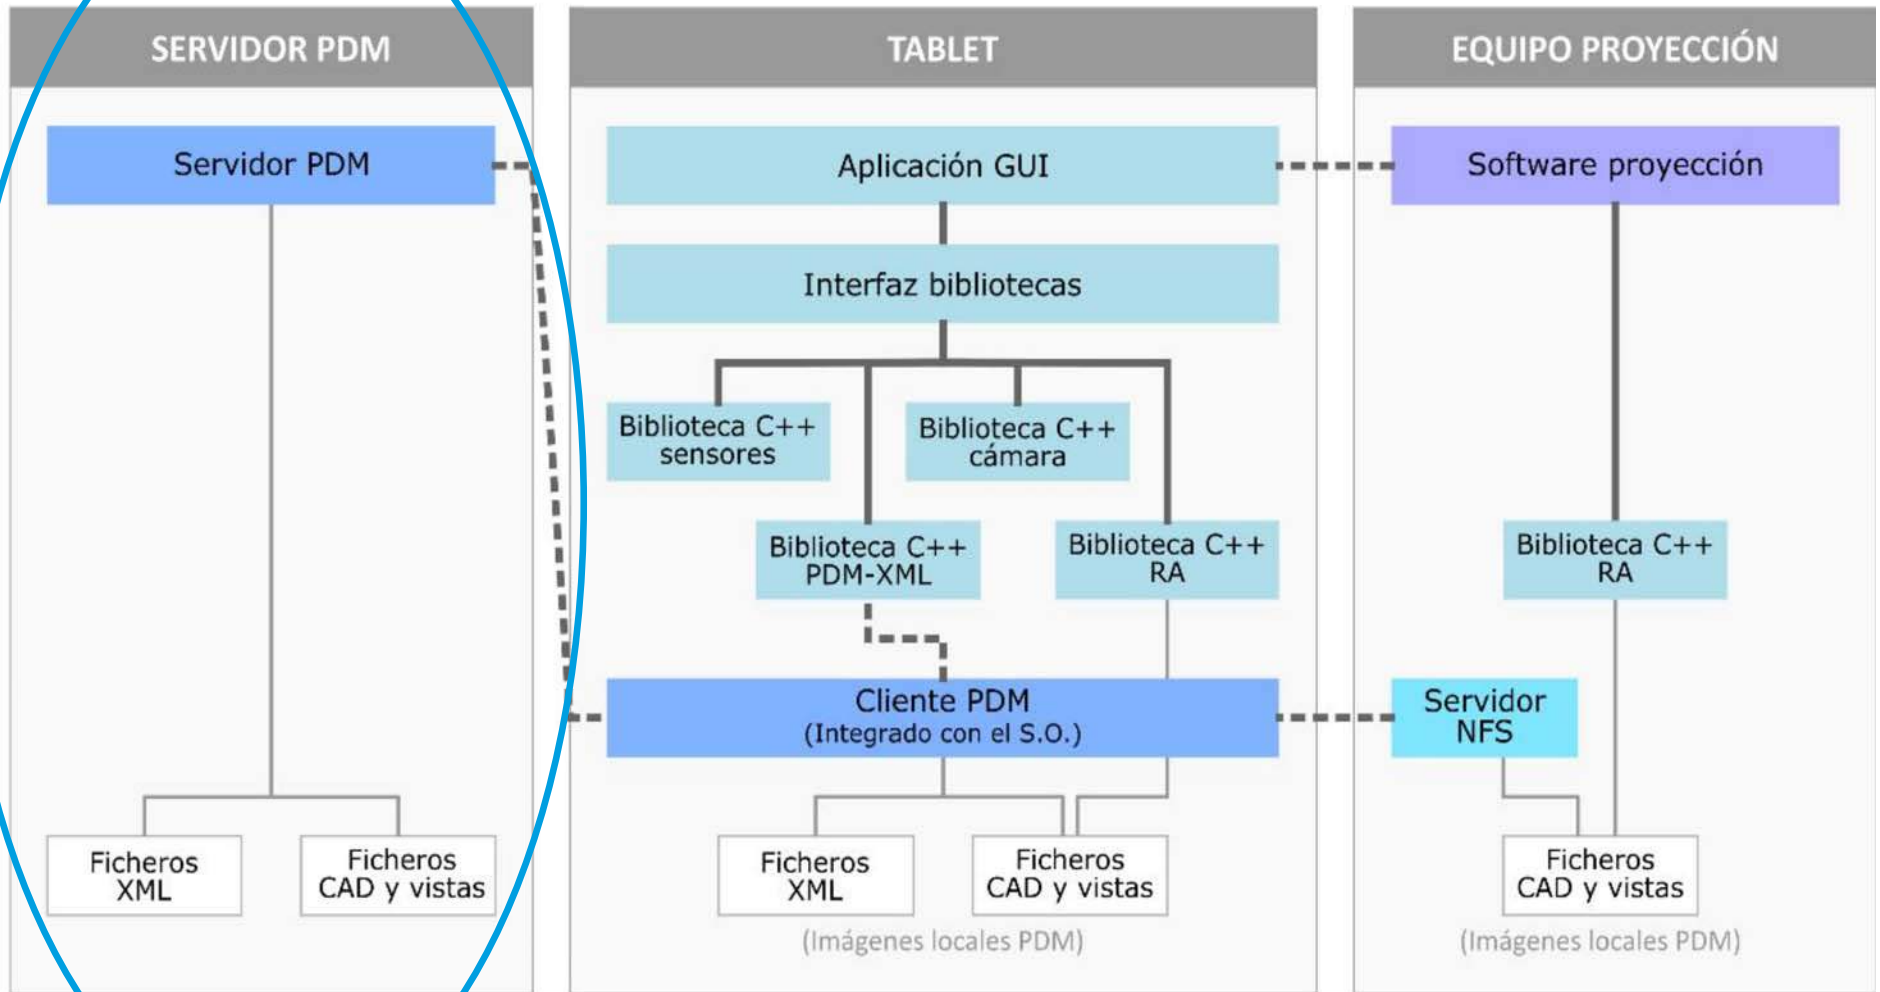 SERVIDOR PDM
Servidor PDM
Ficheros
XML
Ficheros
CAD y vistas
TABLET
Aplicación GUI
Interfaz bibliotecas
Biblioteca C++
sensores
Biblioteca C++
cámara
Biblioteca C++
PDM-XML
Biblioteca C++
RA
Cliente PDM
(Integrado con el S.O.)
Ficheros
XML
Ficheros
CAD y vistas
(Imágenes locales PDM)
EQUIPO PROYECCIÓN
Software proyección
Biblioteca C++
RA
Servidor
NFS
Ficheros
CAD y vistas
(Imágenes locales PDM)